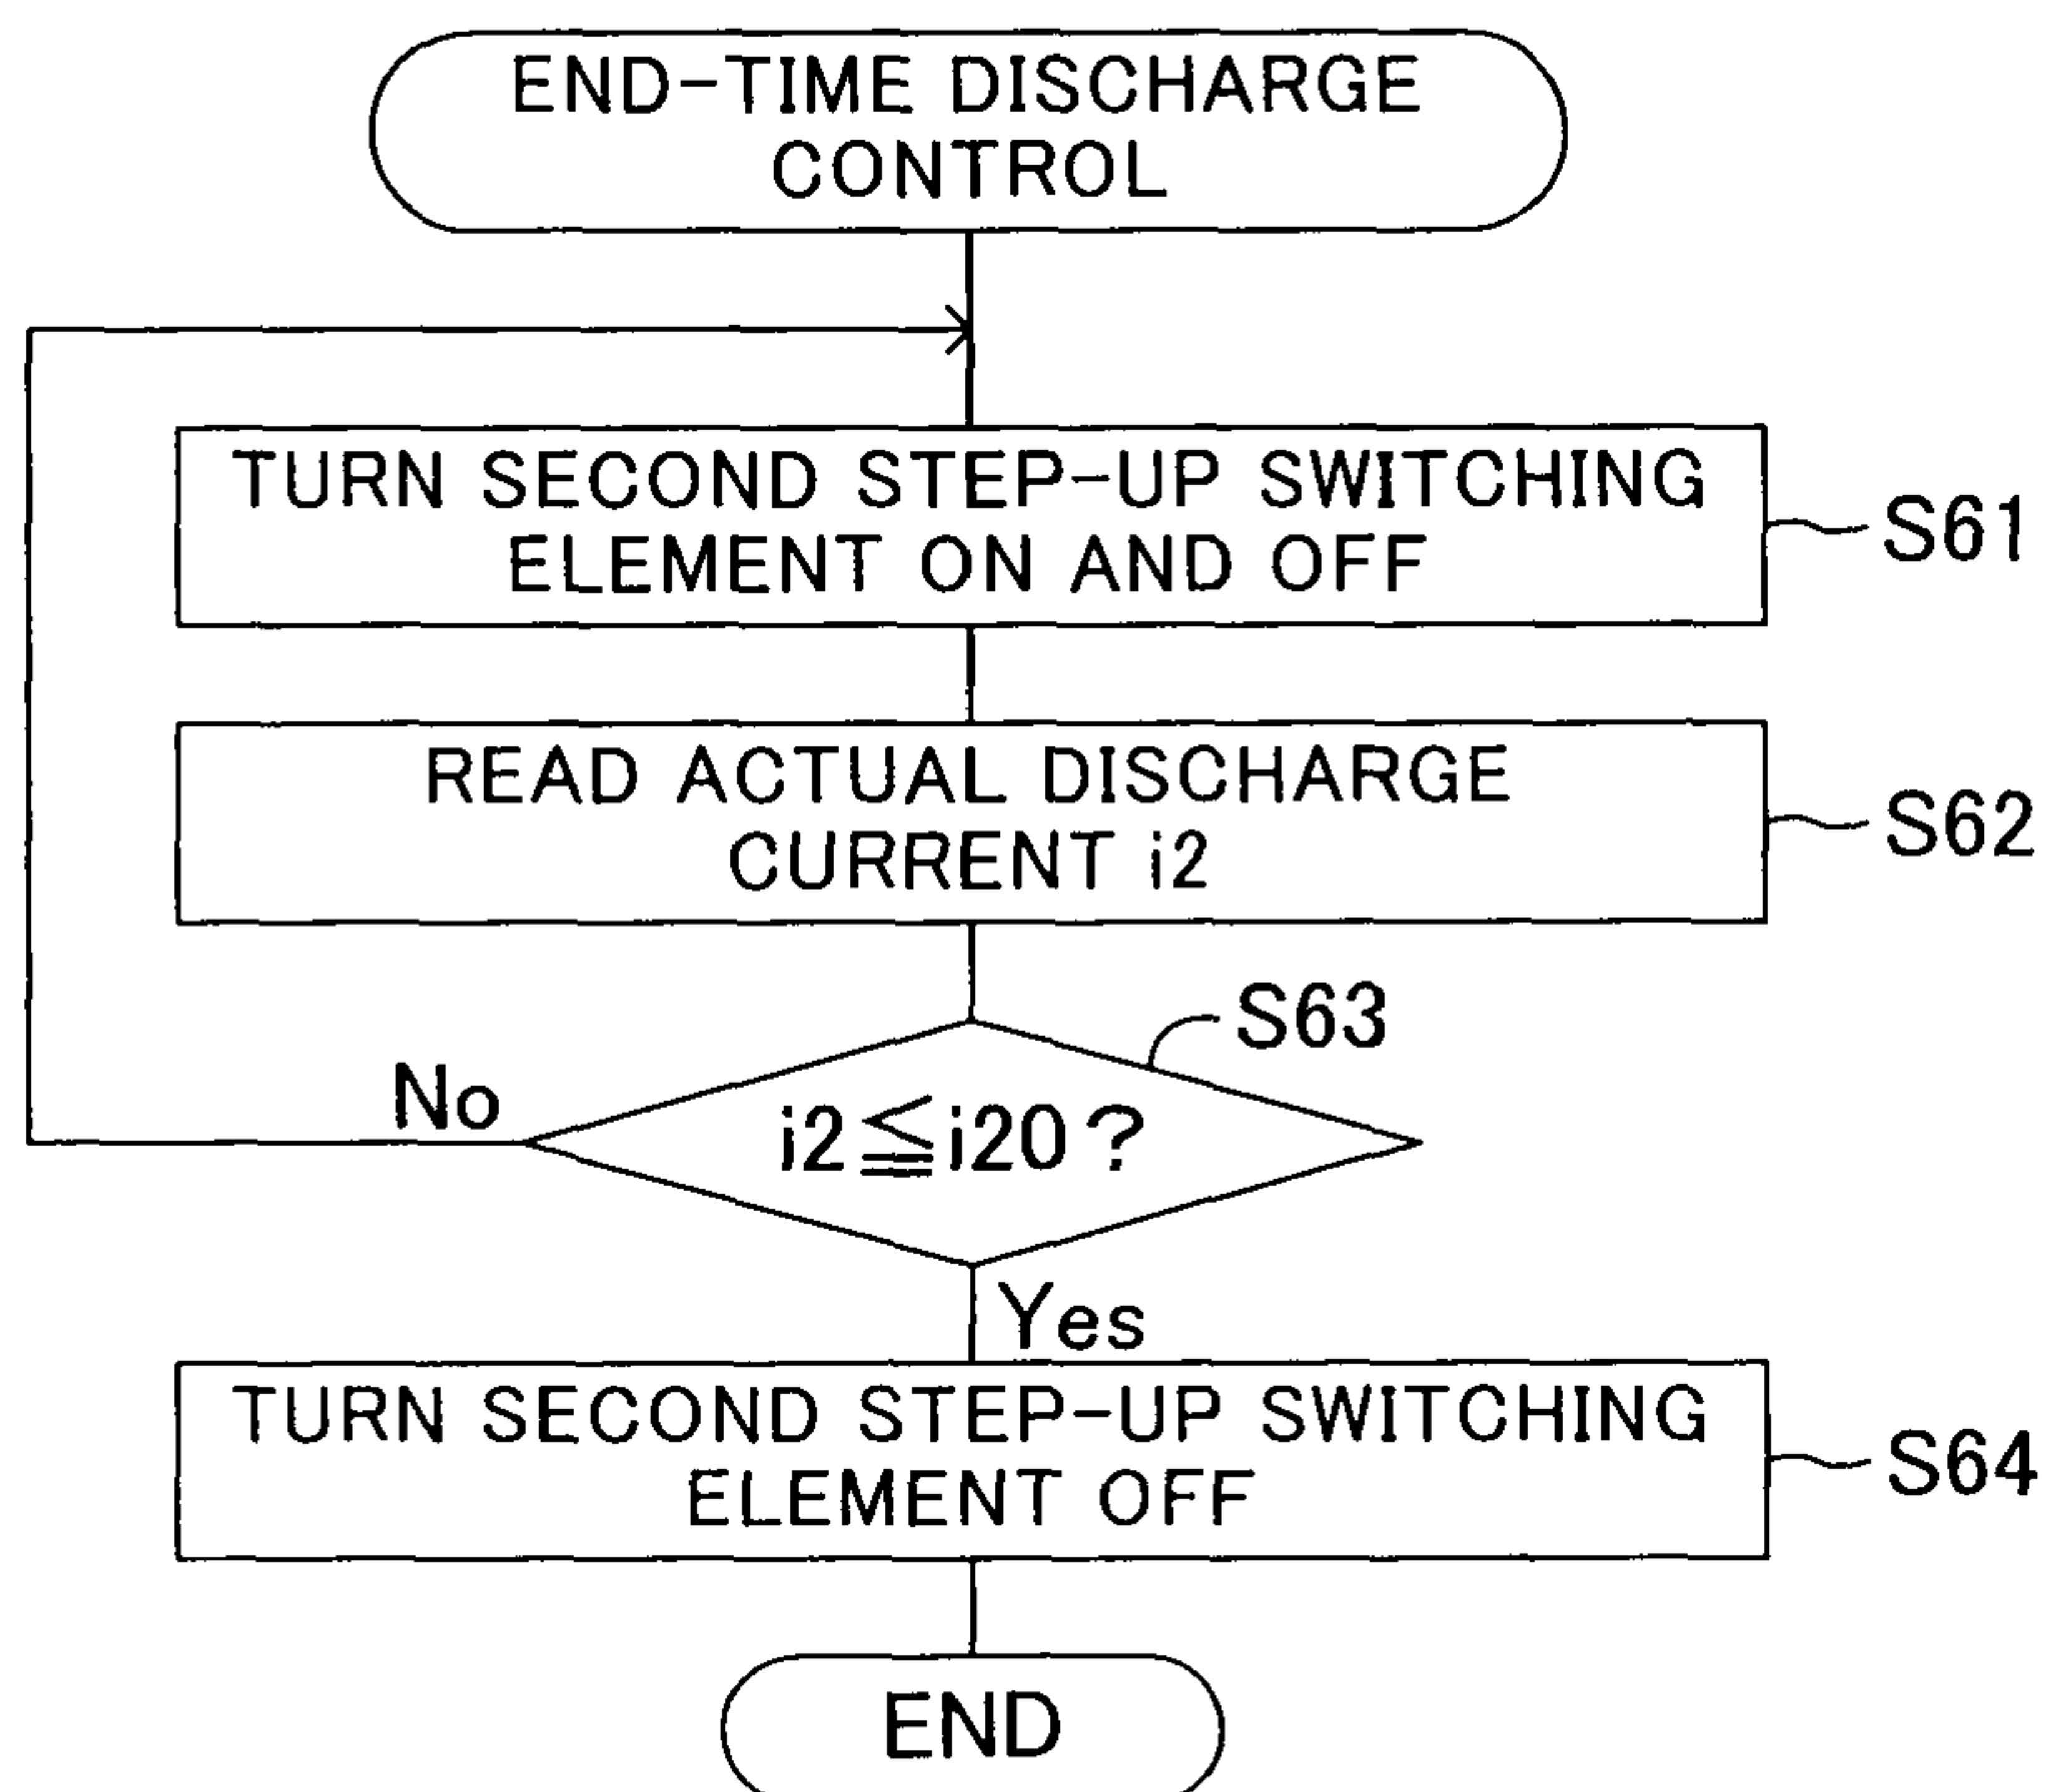 END-TIME DISCHARGE
CONTROL
TURN SECOND STEP-UP SWITCHING
ELEMENT ON AND OFF
S61
READ ACTUAL DISCHARGE
CURRENT i2
S62
S63
No
i2≦i20?
Yes
TURN SECOND STEP-UP SWITCHING
ELEMENT OFF
S64
END